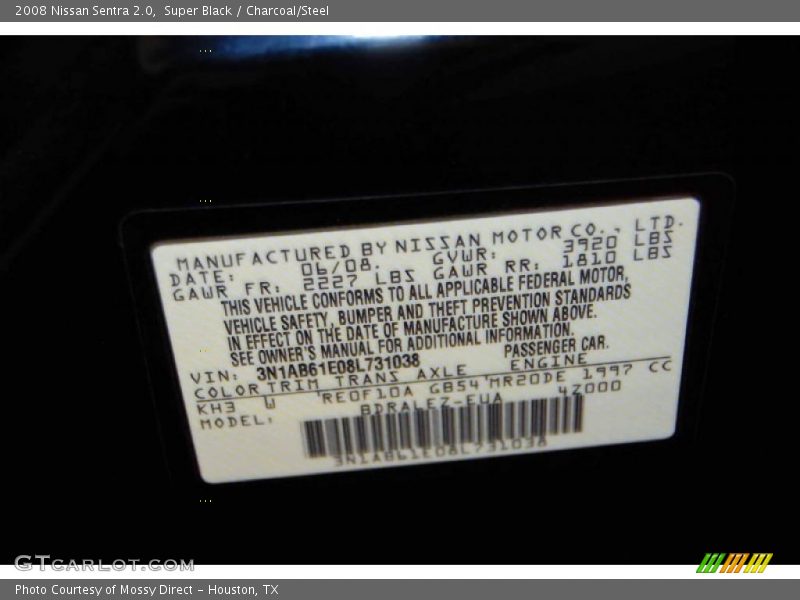 2008 Nissan Sentra 2.0, Super Black / Charcoal/Steel
MANUFACTURED BY NISSAN MOTOR CO., LTD.
DATE: 06/08. GVWR: 3920 LBS
GAWR FR: 2227 LBS GAWR RR: 1810 LBS
THIS VEHICLE CONFORMS TO ALL APPLICABLE FEDERAL MOTOR,
VEHICLE SAFETY, BUMPER AND THEFT PREVENTION STANDARDS
IN EFFECT ON THE DATE OF MANUFACTURE SHOWN ABOVE.
SEE OWNER'S MANUAL FOR ADDITIONAL INFORMATION.
VIN: 3N1AB61E08L731038 PASSENGER CAR.
COLOR TRIM TRANS AXLE ENGINE
KH3 W RE0F10A GB54 MR20DE 1997 CC
MODEL: BDRALEZ-EUA 4Z000
3N1AB61E08L731038
GTCARLOT.COM
Photo Courtesy of Mossy Direct - Houston, TX